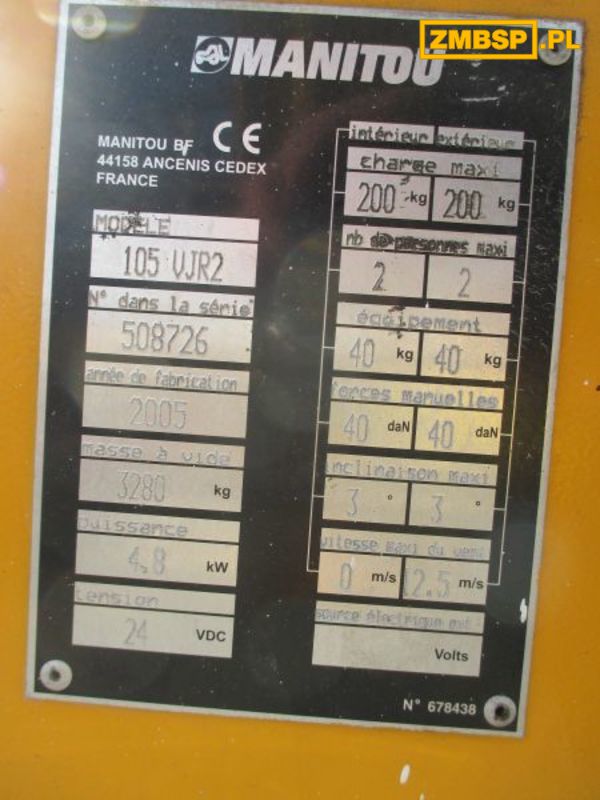 ZMBSP.PL
MANITOU
MANITOU BF CE
44158 ANCENIS CEDEX
FRANCE
MODELE
105 VJR2
N° dans la série
508726
année de fabrication
2005
masse à vide
3280 kg
puissance
4,8 kW
tension
24 VDC
intérieur extérieur
charge maxi
200 kg 200 kg
nb de personnes maxi
2 2
équipement
40 kg 40 kg
forces manuelles
40 daN 40 daN
inclinaison maxi
3 ° 3 °
vitesse maxi du vent
0 m/s 12.5 m/s
source électrique ext
Volts
N° 678438